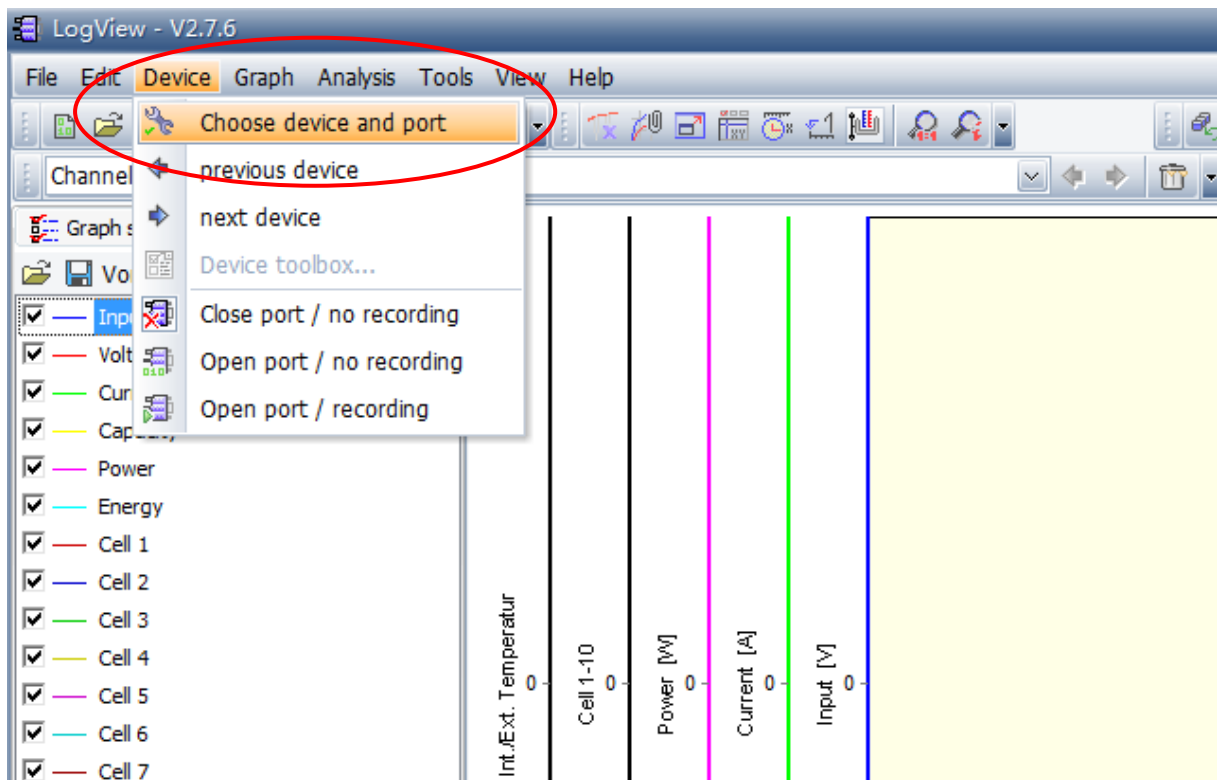 LogView - V2.7.6
File Edit Device Graph Analysis Tools View Help
Choose device and port
previous device
next device
Device toolbox...
Close port / no recording
Open port / no recording
Open port / recording
Channel
Graph s
Vo
Inp
Volt
Cur
Capacity
Power
Energy
Cell 1
Cell 2
Cell 3
Cell 4
Cell 5
Cell 6
Cell 7
Int./Ext. Temperatur
0
Cell 1-10
0
Power [W]
0
Current [A]
0
Input [V]
0